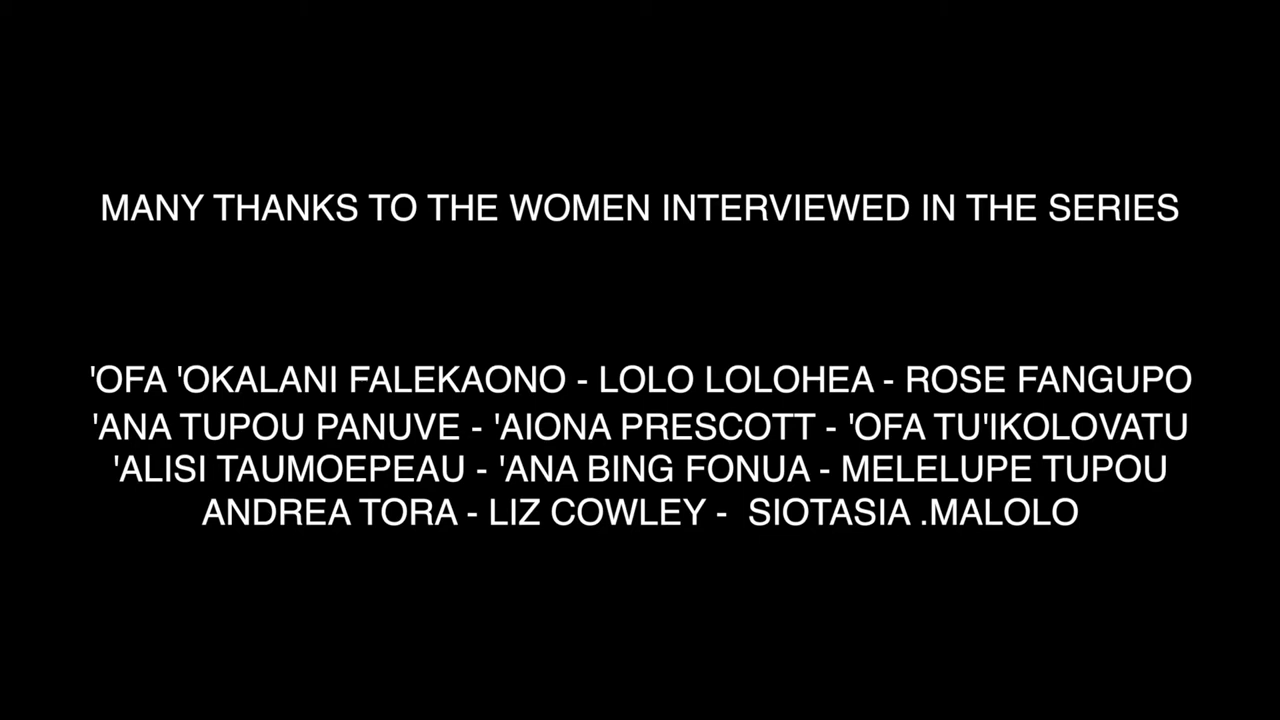 MANY THANKS TO THE WOMEN INTERVIEWED IN THE SERIES
'OFA 'OKALANI FALEKAONO - LOLO LOLOHEA - ROSE FANGUPO
'ANA TUPOU PANUVE - 'AIONA PRESCOTT - 'OFA TU'IKOLOVATU
'ALISI TAUMOEPEAU - 'ANA BING FONUA - MELELUPE TUPOU
ANDREA TORA - LIZ COWLEY -  SIOTASIA .MALOLO